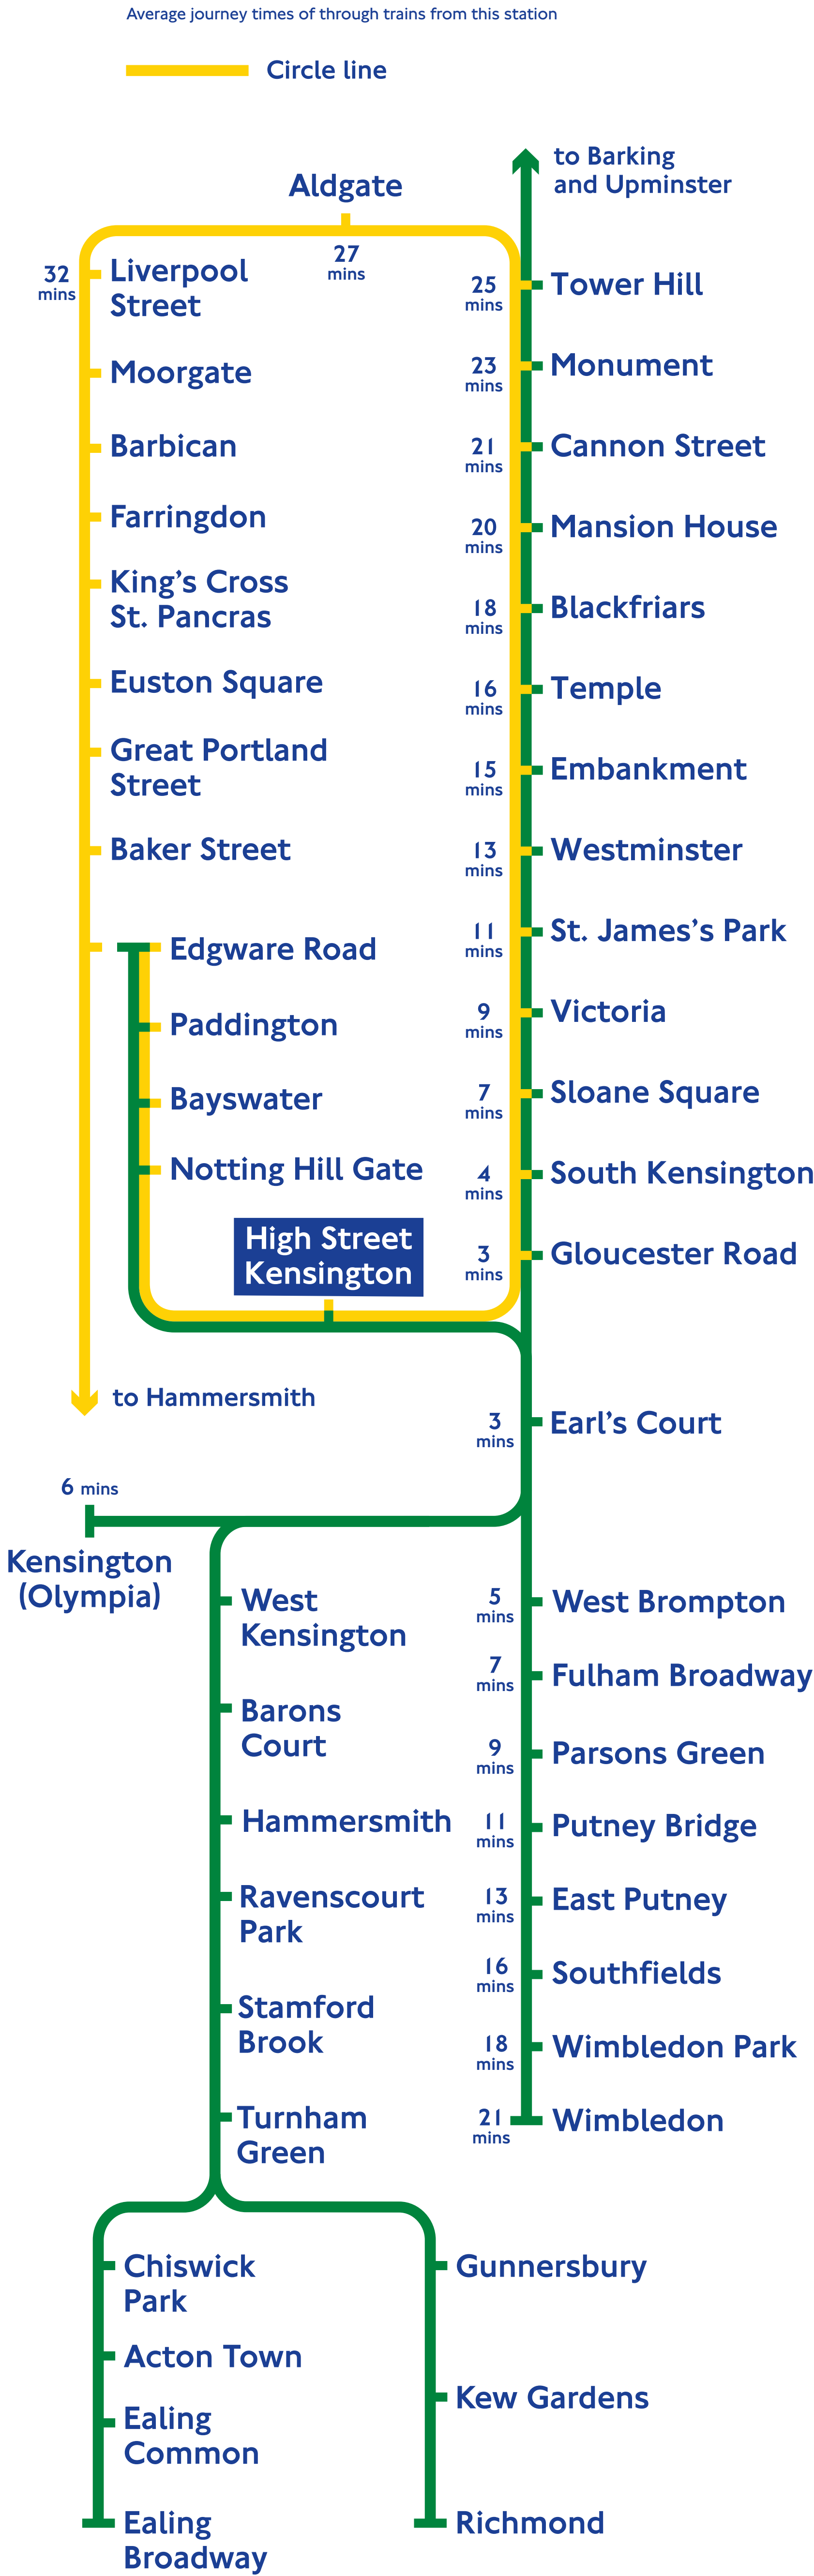 Average journey times of through trains from this station
Circle line
to Barking
and Upminster
Aldgate
27
mins
32
mins
Liverpool
Street
Moorgate
Barbican
Farringdon
King’s Cross
St. Pancras
Euston Square
Great Portland
Street
Baker Street
Edgware Road
Paddington
Bayswater
Notting Hill Gate
High Street
Kensington
to Hammersmith
25
mins
Tower Hill
23
mins
Monument
21
mins
Cannon Street
20
mins
Mansion House
18
mins
Blackfriars
16
mins
Temple
15
mins
Embankment
13
mins
Westminster
11
mins
St. James’s Park
9
mins
Victoria
7
mins
Sloane Square
4
mins
South Kensington
3
mins
Gloucester Road
3
mins
Earl’s Court
6 mins
Kensington
(Olympia)
West
Kensington
Barons
Court
Hammersmith
Ravenscourt
Park
Stamford
Brook
Turnham
Green
5
mins
West Brompton
7
mins
Fulham Broadway
9
mins
Parsons Green
11
mins
Putney Bridge
13
mins
East Putney
16
mins
Southfields
18
mins
Wimbledon Park
21
mins
Wimbledon
Chiswick
Park
Acton Town
Ealing
Common
Ealing
Broadway
Gunnersbury
Kew Gardens
Richmond